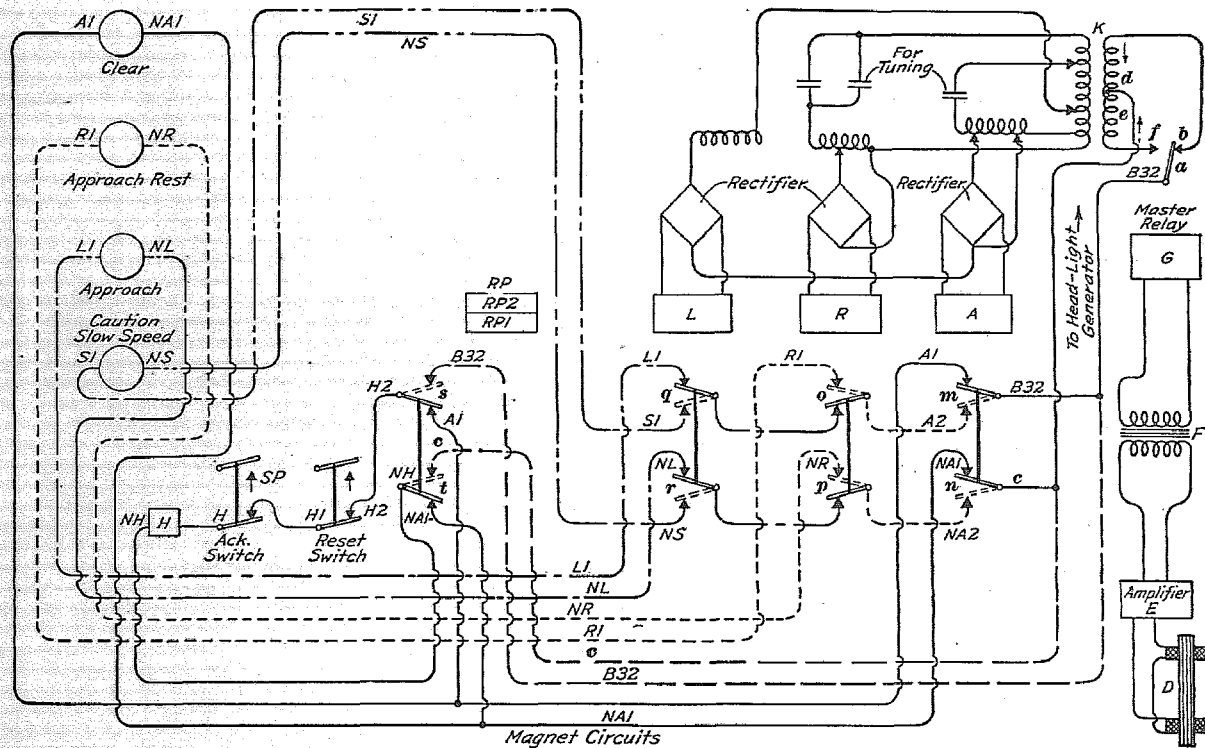 A1 NA1
Clear
R1 NR
Approach Rest
L1 NL
Approach
Caution
Slow Speed
S1 NS
S1
NS
For
Tuning
K
d
e
f
b
a
B32
Rectifier
Rectifier
Master
Relay
G
To Head-Light
Generator
L
R
A
RP
RP2
RP1
B32
H2
s
A1
c
NH
t
NA1
L1
q
S1
NL
r
NS
R1
o
A2
NR
p
A1
m
B32
NA1
n
c
NA2
F
NH
H
H
SP
Ack.
Switch
H1
H2
Reset
Switch
L1
NL
NR
R1
c
B32
NA1
Magnet Circuits
Amplifier
E
D